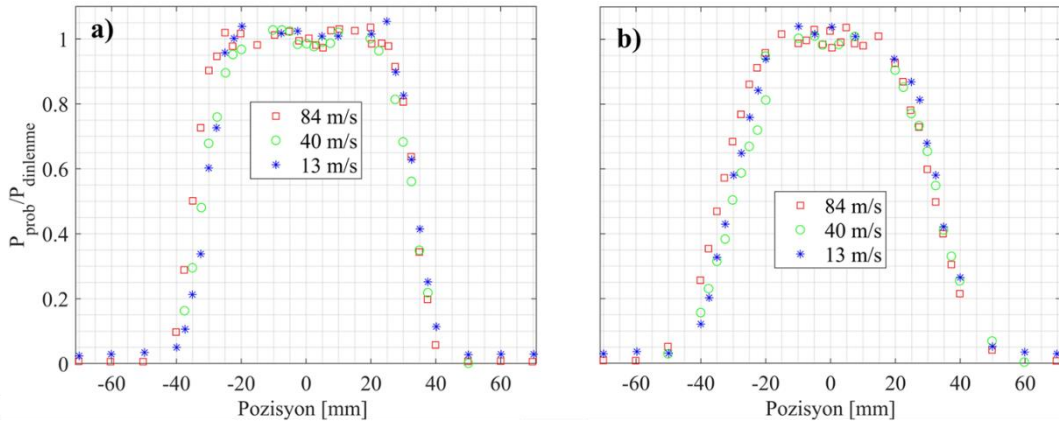 a)
P_prob/P_dinlenme
1
0.8
0.6
0.4
0.2
0
84 m/s
40 m/s
13 m/s
-60 -40 -20 0 20 40 60
Pozisyon [mm]
b)
84 m/s
40 m/s
13 m/s
-60 -40 -20 0 20 40 60
Pozisyon [mm]